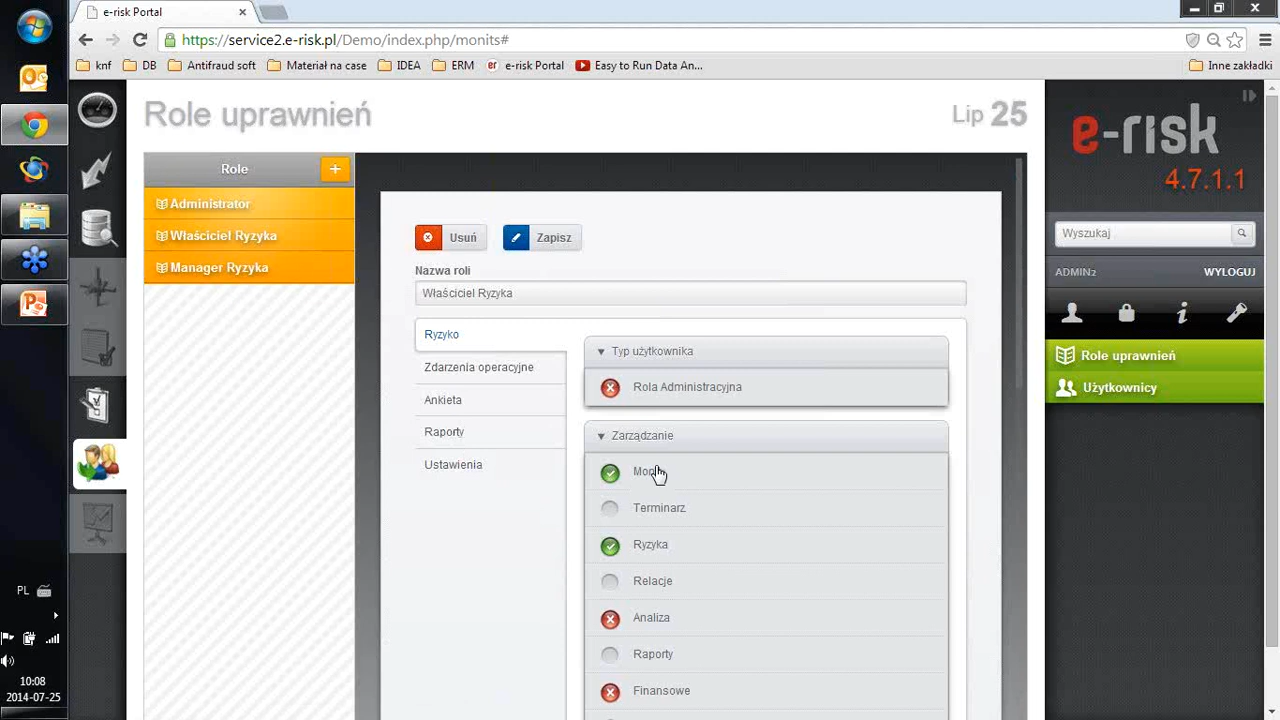 e-risk Portal
https://service2.e-risk.pl/Demo/index.php/monits#
knf DB Antifraud soft Materiał na case IDEA ERM er e-risk Portal Easy to Run Data An... Inne zakładki
Role uprawnień
Lip 25
e-risk
4.7.1.1
Wyszukaj
ADMIN2 WYLOGUJ
Role uprawnień
Użytkownicy
Role +
Administrator
Właściciel Ryzyka
Manager Ryzyka
Usuń Zapisz
Nazwa roli
Właściciel Ryzyka
Ryzyko
Zdarzenia operacyjne
Ankieta
Raporty
Ustawienia
Typ użytkownika
Rola Administracyjna
Zarządzanie
Terminarz
Ryzyka
Relacje
Analiza
Raporty
Finansowe
PL
10:08
2014-07-25